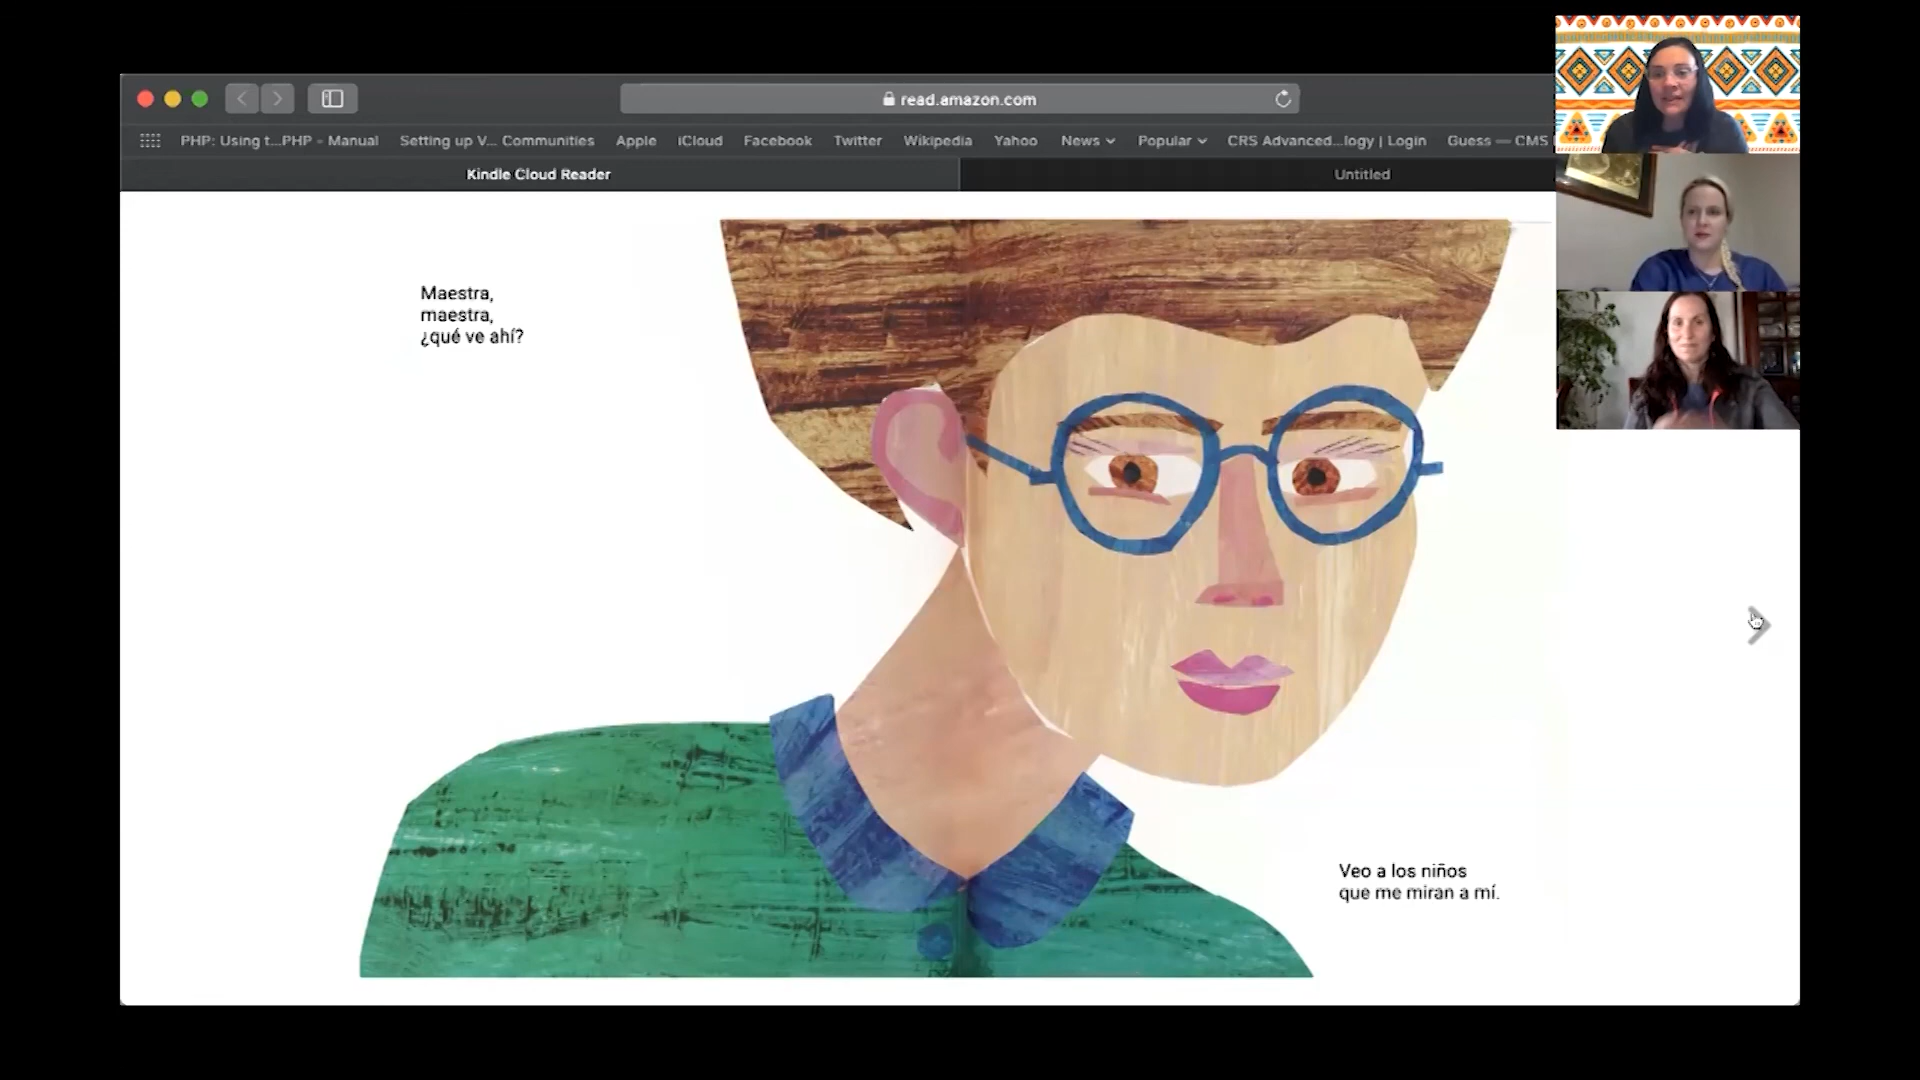 read.amazon.com
PHP: Using t...PHP - Manual
Setting up V... Communities
Apple
iCloud
Facebook
Twitter
Wikipedia
Yahoo
News
Popular
CRS Advanced...logy | Login
Guess — CMS
Kindle Cloud Reader
Untitled
Maestra,
maestra,
¿qué ve ahí?
Veo a los niños
que me miran a mí.